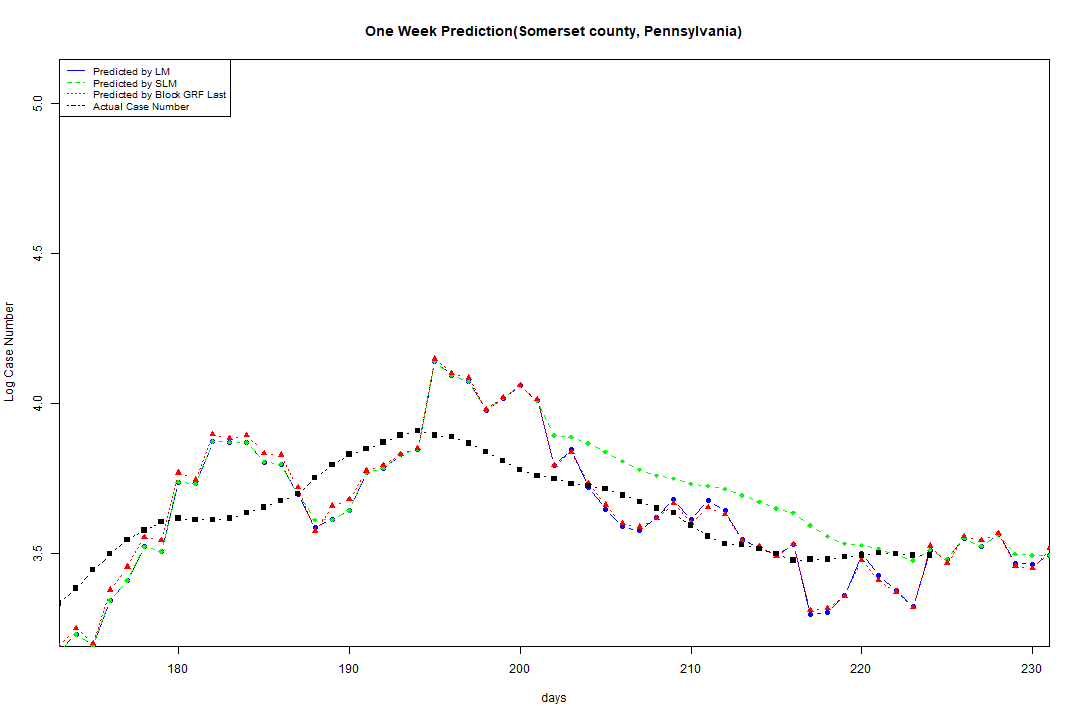 One Week Prediction(Somerset county, Pennsylvania)
Predicted by LM
Predicted by SLM
Predicted by Block GRF Last
Actual Case Number
5.0
4.5
4.0
3.5
Log Case Number
180 190 200 210 220 230
days